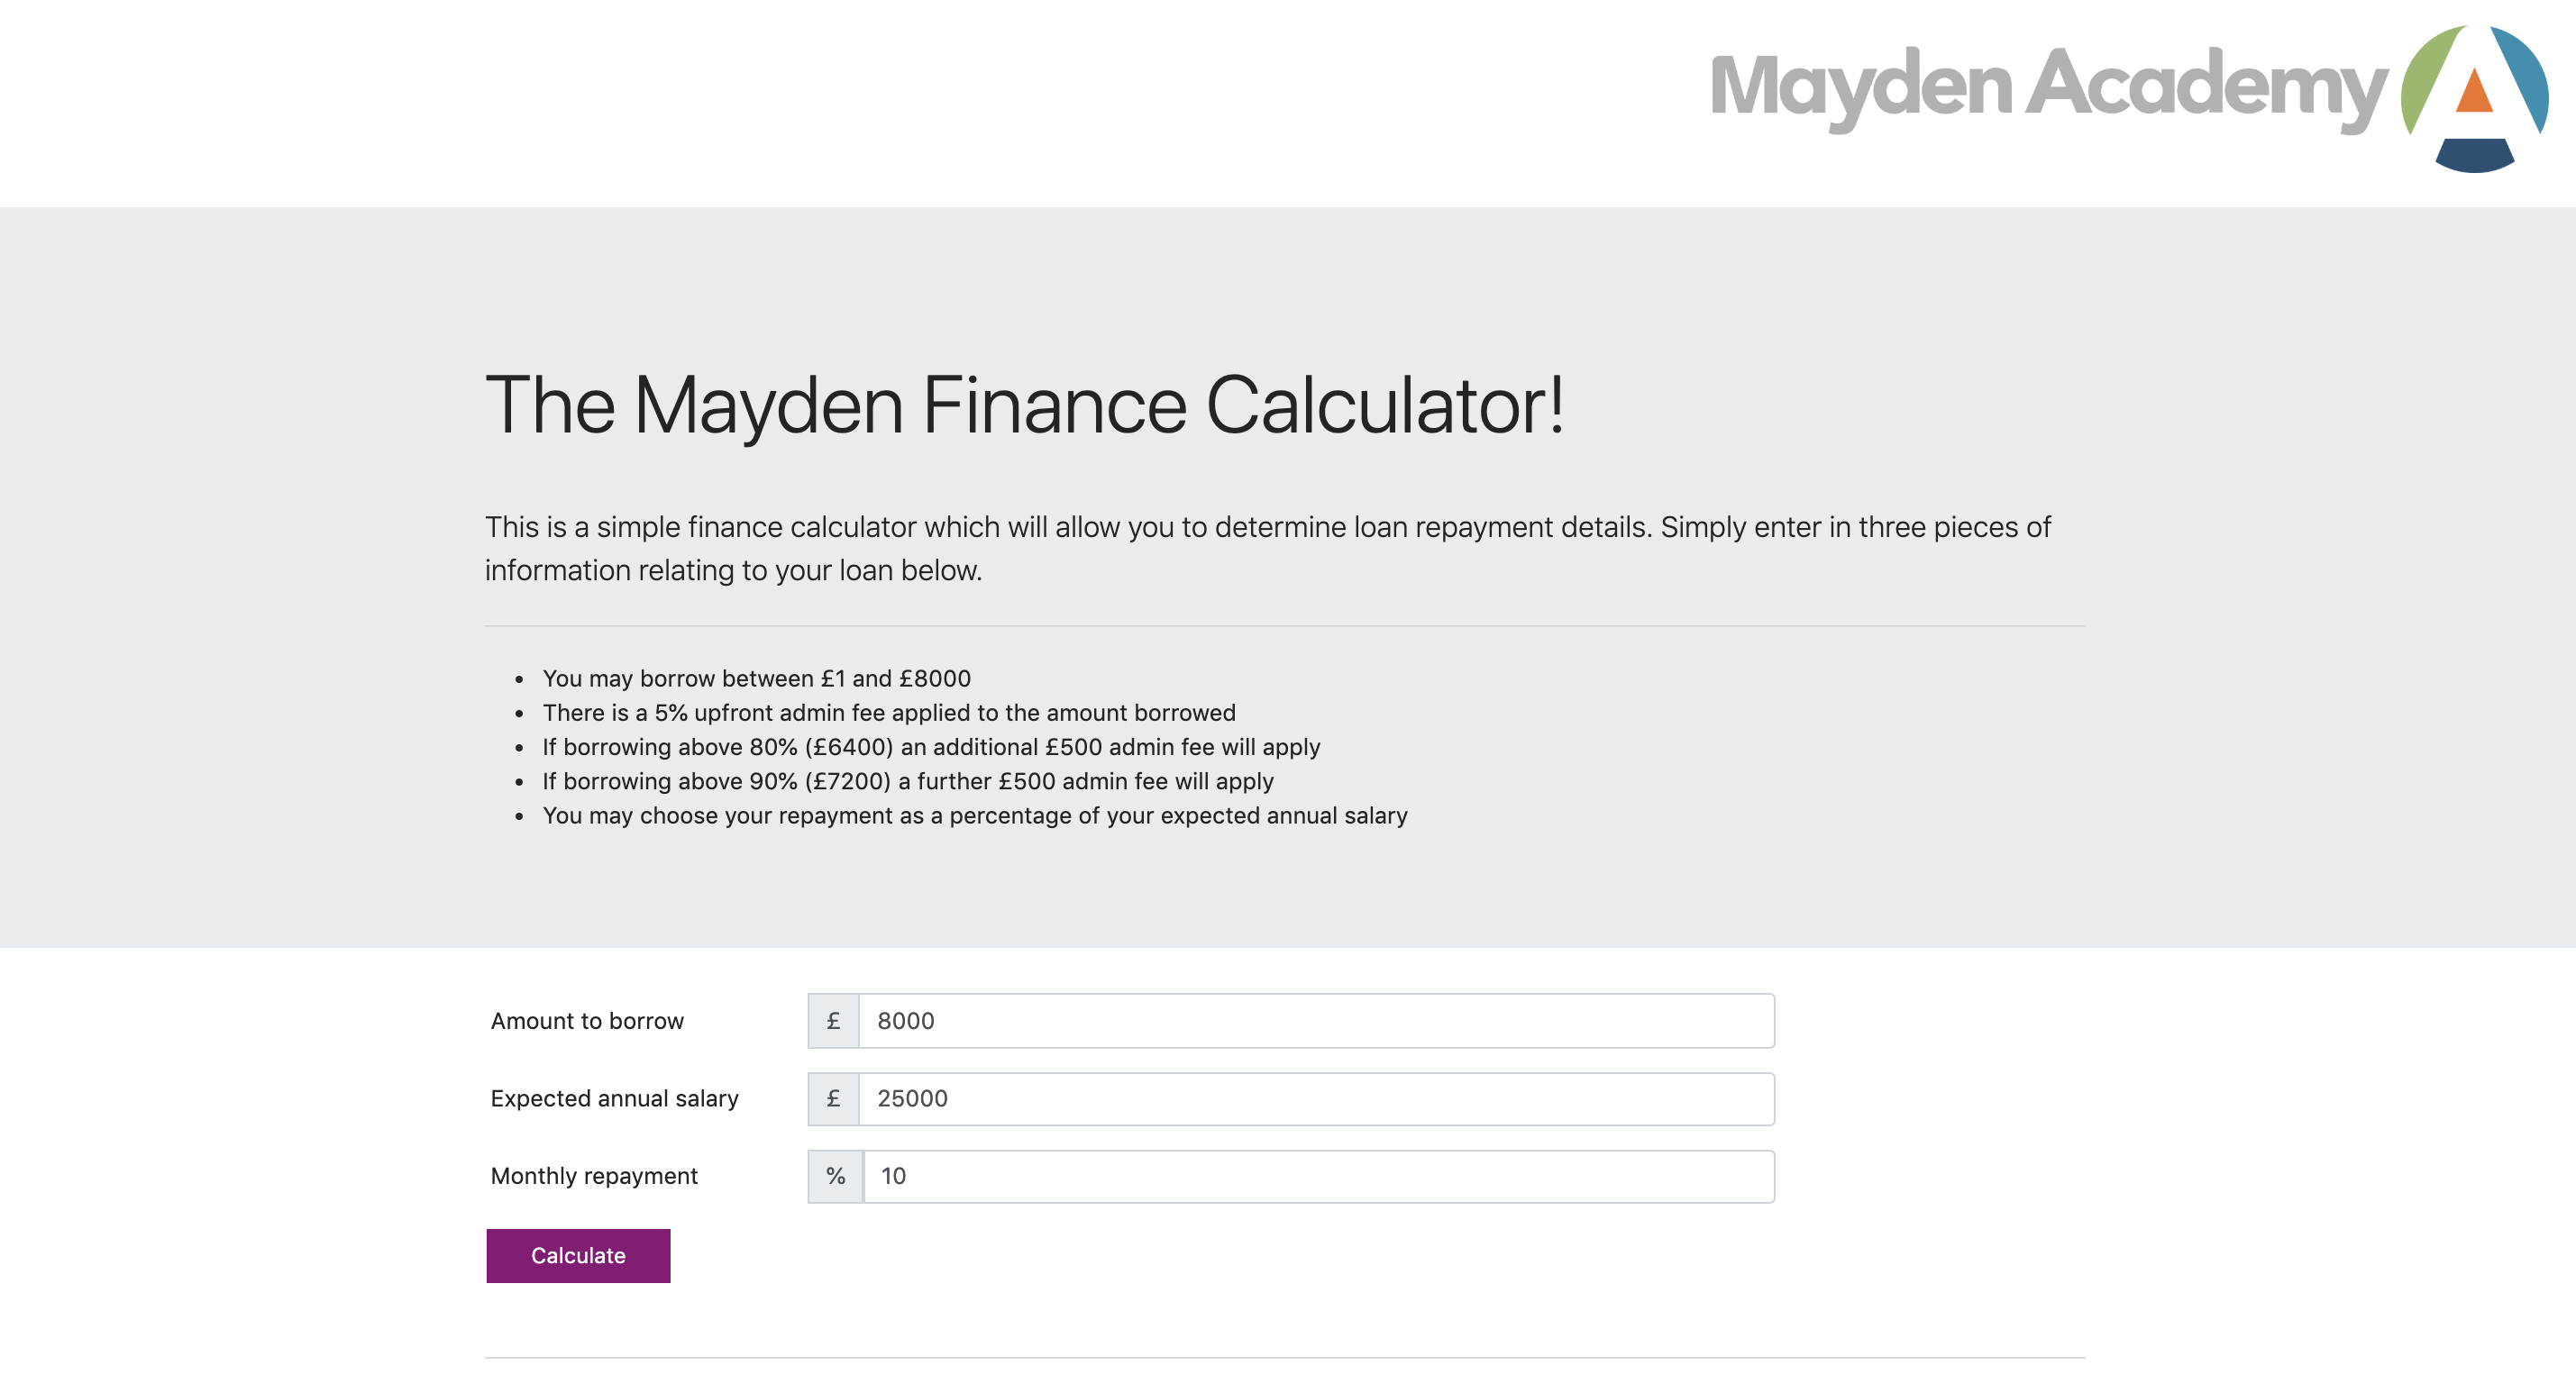 Mayden Academy
The Mayden Finance Calculator!
This is a simple finance calculator which will allow you to determine loan repayment details. Simply enter in three pieces of
information relating to your loan below.
• You may borrow between £1 and £8000
• There is a 5% upfront admin fee applied to the amount borrowed
• If borrowing above 80% (£6400) an additional £500 admin fee will apply
• If borrowing above 90% (£7200) a further £500 admin fee will apply
• You may choose your repayment as a percentage of your expected annual salary
Amount to borrow £ 8000
Expected annual salary £ 25000
Monthly repayment % 10
Calculate